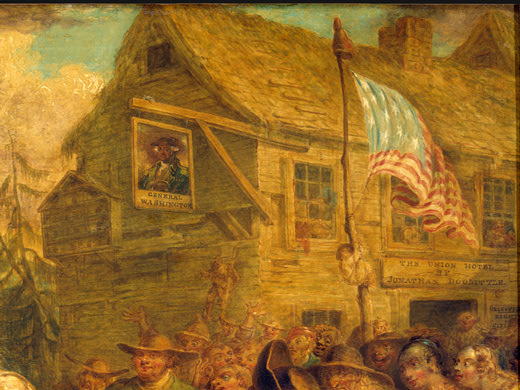 GENERAL
WASHINGTON
THE UNION HOTEL
BY
JONATHAN DOOLITTLE